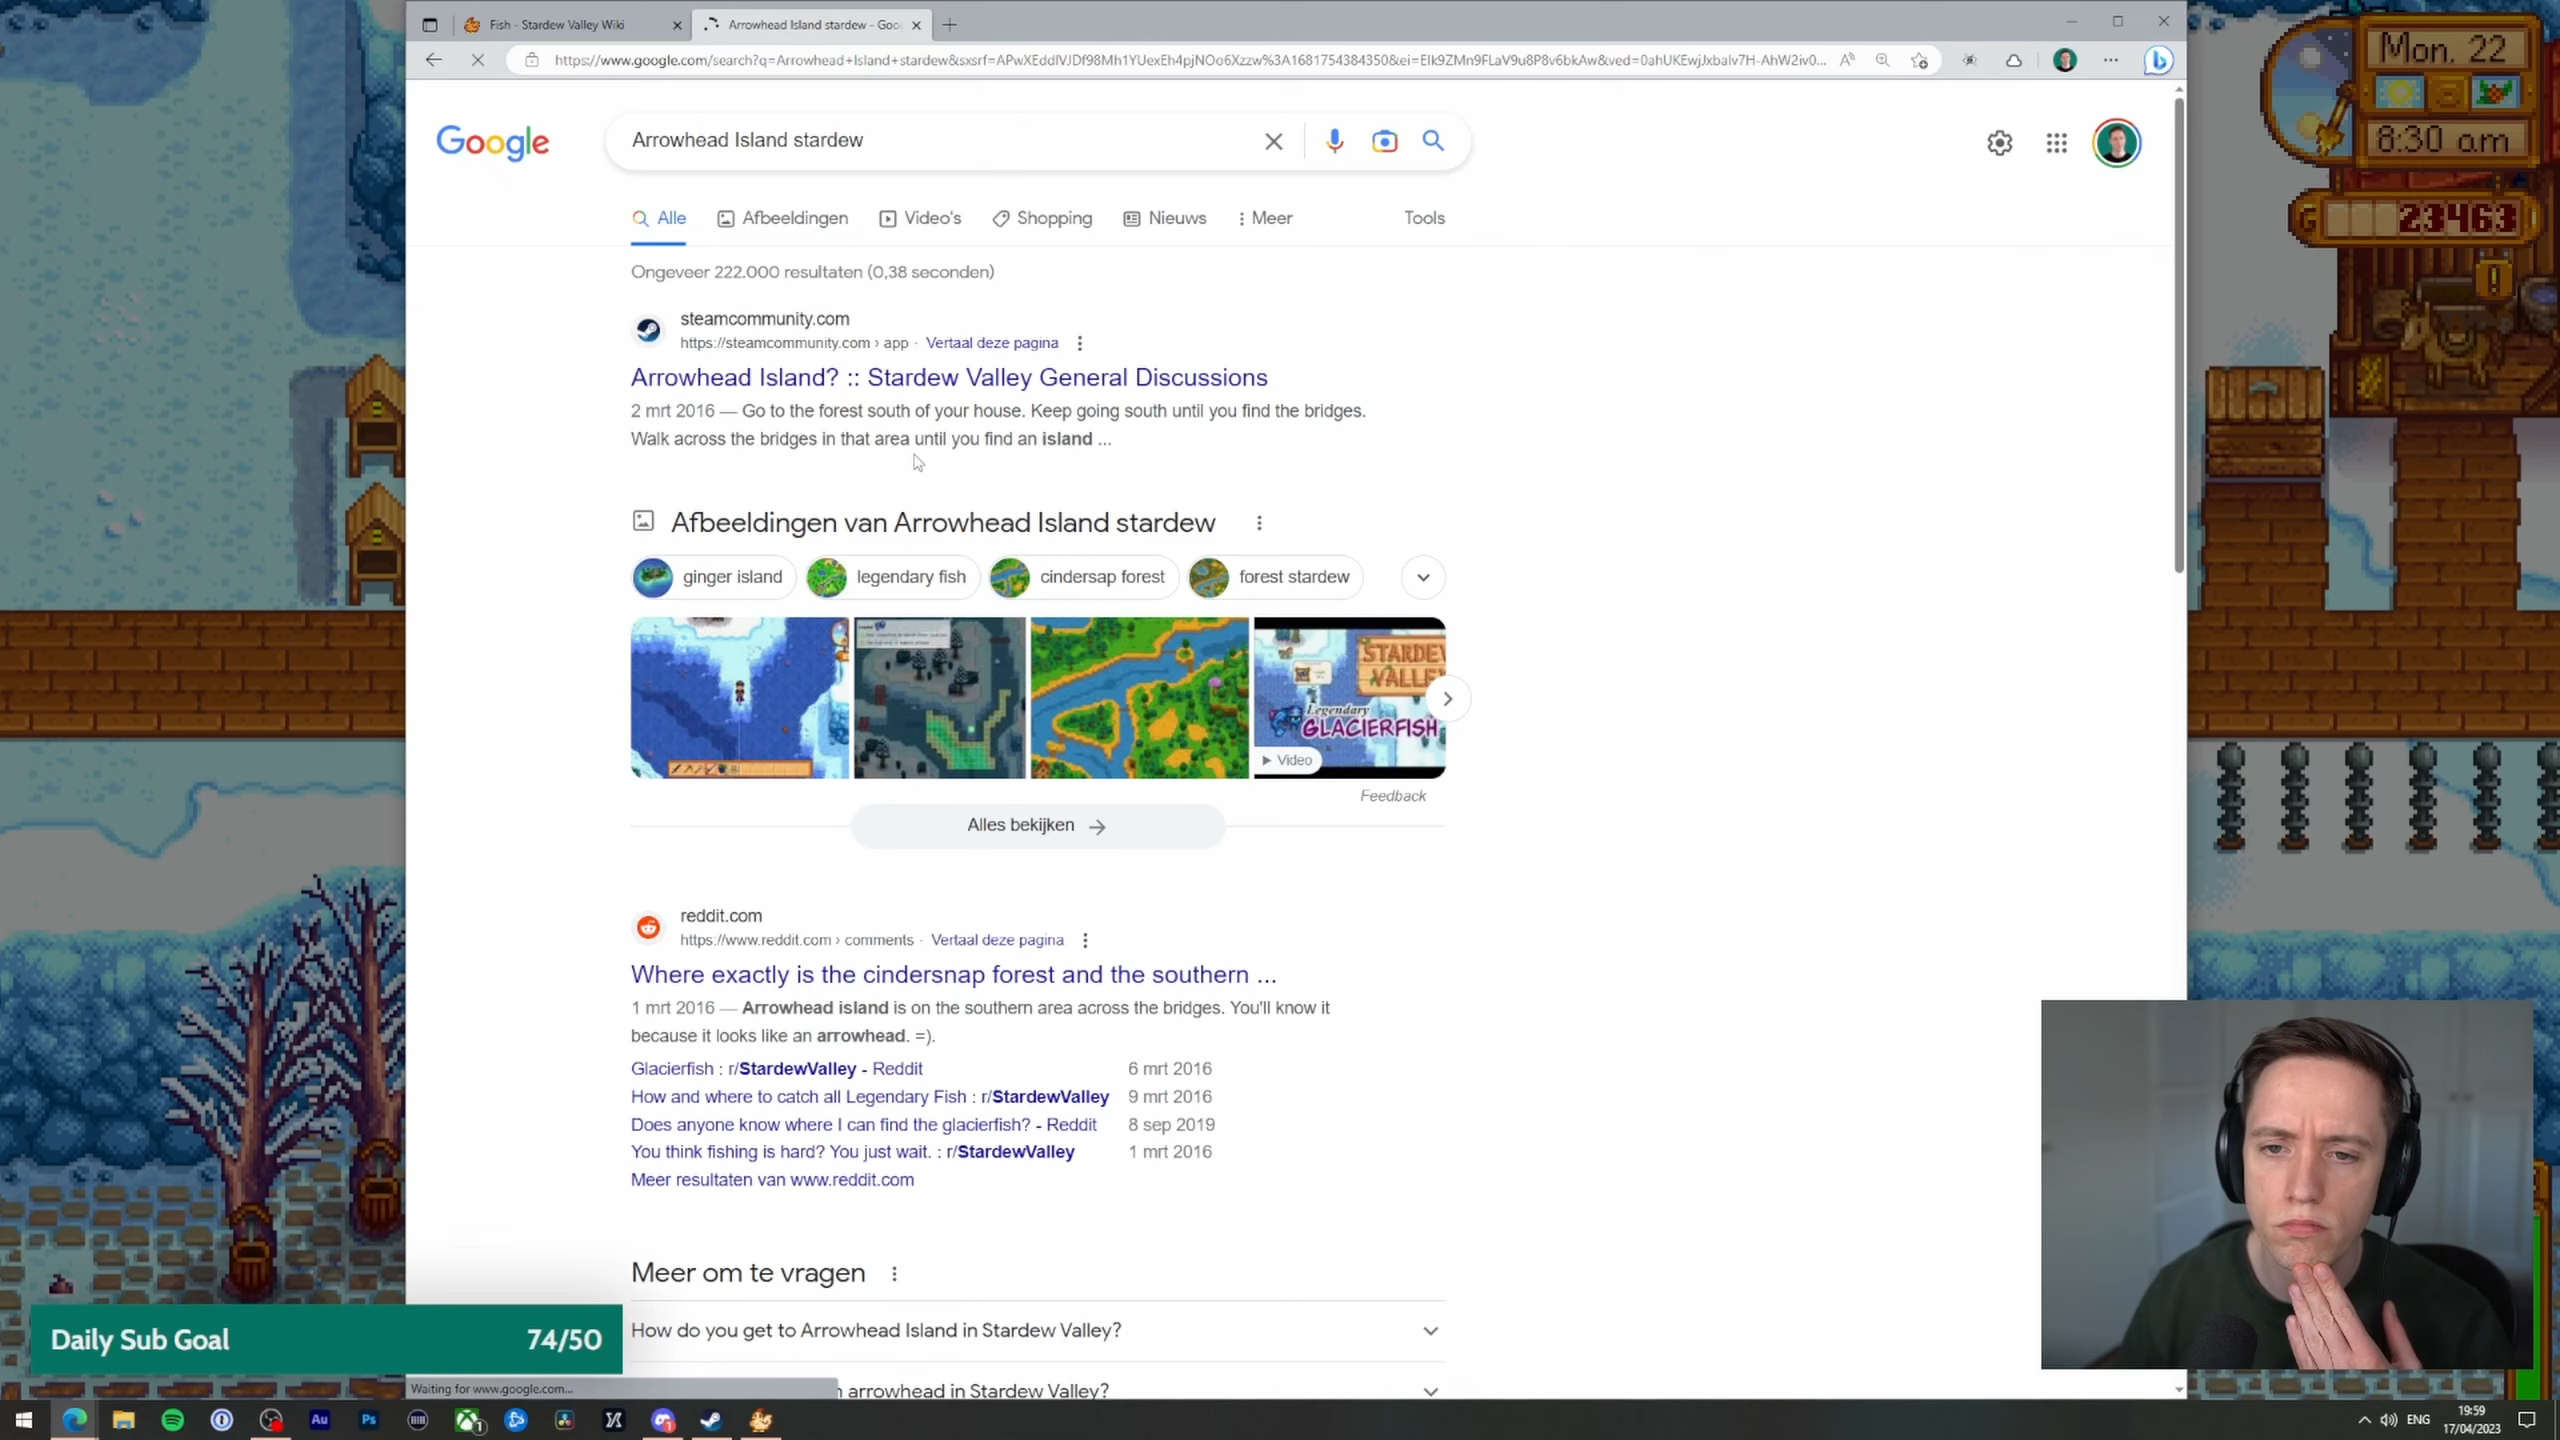 Fish - Stardew Valley Wiki
Arrowhead Island stardew - Goo
https://www.google.com/search?q=Arrowhead+Island+stardew&sxsrf=APwXEddIVJDf98Mh1YUexEh4pjNOo6Xzzw%3A1681754384350&ei=Elk9ZMn9FLaV9u8P8v6bkAw&ved=0ahUKEwjJxbalv7H-AhW2iv0...
Mon. 22
8:30 am
23463
Google
Arrowhead Island stardew
Alle
Afbeeldingen
Video's
Shopping
Nieuws
Meer
Tools
Ongeveer 222.000 resultaten (0,38 seconden)
steamcommunity.com
https://steamcommunity.com › app · Vertaal deze pagina
Arrowhead Island? :: Stardew Valley General Discussions
2 mrt 2016 — Go to the forest south of your house. Keep going south until you find the bridges.
Walk across the bridges in that area until you find an island ...
Afbeeldingen van Arrowhead Island stardew
ginger island
legendary fish
cindersap forest
forest stardew
STARDEW
VALLEY
Legendary
GLACIERFISH
Video
Feedback
Alles bekijken
reddit.com
https://www.reddit.com › comments · Vertaal deze pagina
Where exactly is the cindersnap forest and the southern ...
1 mrt 2016 — Arrowhead island is on the southern area across the bridges. You'll know it
because it looks like an arrowhead. =).
Glacierfish : r/StardewValley - Reddit 6 mrt 2016
How and where to catch all Legendary Fish : r/StardewValley 9 mrt 2016
Does anyone know where I can find the glacierfish? - Reddit 8 sep 2019
You think fishing is hard? You just wait. : r/StardewValley 1 mrt 2016
Meer resultaten van www.reddit.com
Meer om te vragen
How do you get to Arrowhead Island in Stardew Valley?
arrowhead in Stardew Valley?
Daily Sub Goal 74/50
Waiting for www.google.com...
Au
Ps
1
1
ENG
19:59
17/04/2023